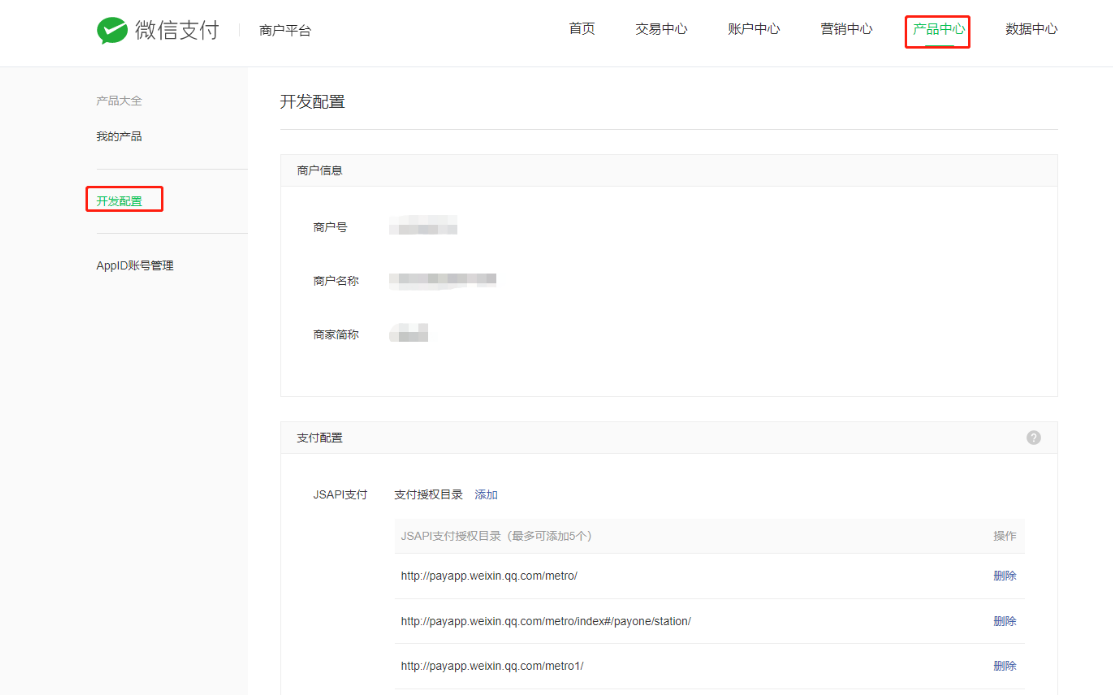 微信支付 商户平台 首页 交易中心 账户中心 营销中心 产品中心 数据中心
产品大全
我的产品
开发配置
AppID账号管理
开发配置
商户信息
商户号
商户名称
商家简称
支付配置 ?
JSAPI支付 支付授权目录 添加
JSAPI支付授权目录（最多可添加5个） 操作
http://payapp.weixin.qq.com/metro/ 删除
http://payapp.weixin.qq.com/metro/index#/payone/station/ 删除
http://payapp.weixin.qq.com/metro1/ 删除